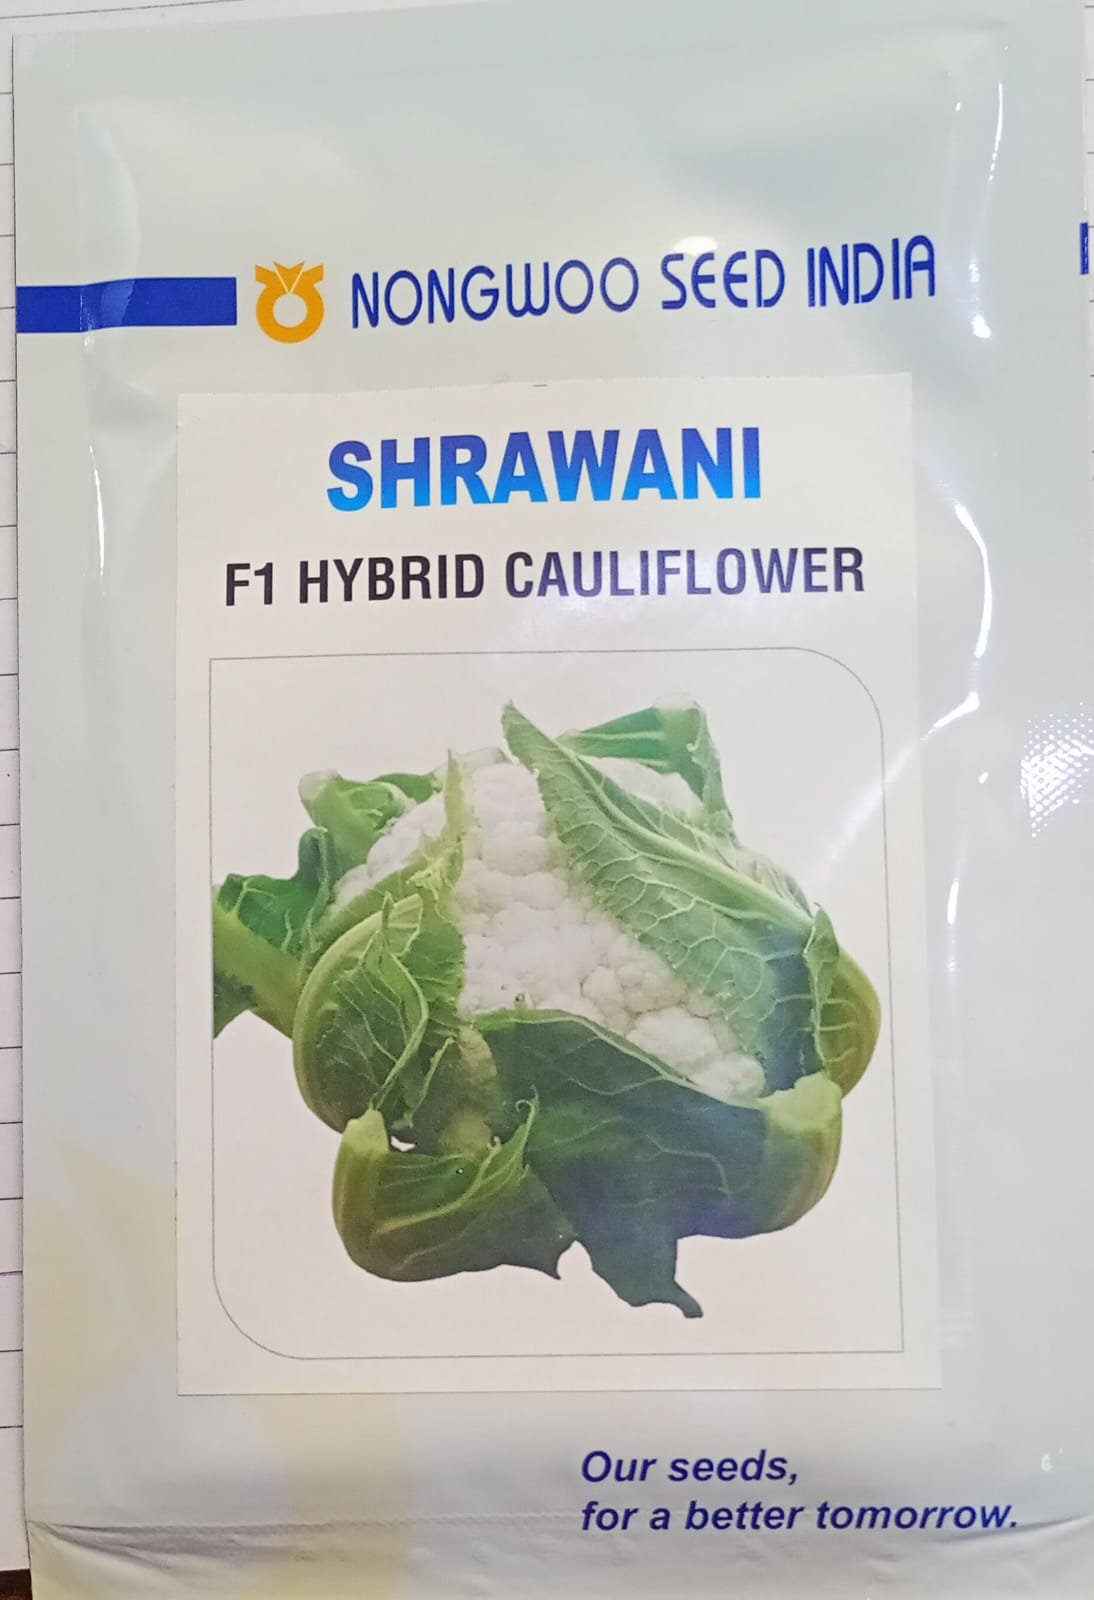 NONGWOO SEED INDIA
SHRAWANI
F1 HYBRID CAULIFLOWER
Our seeds,
for a better tomorrow.